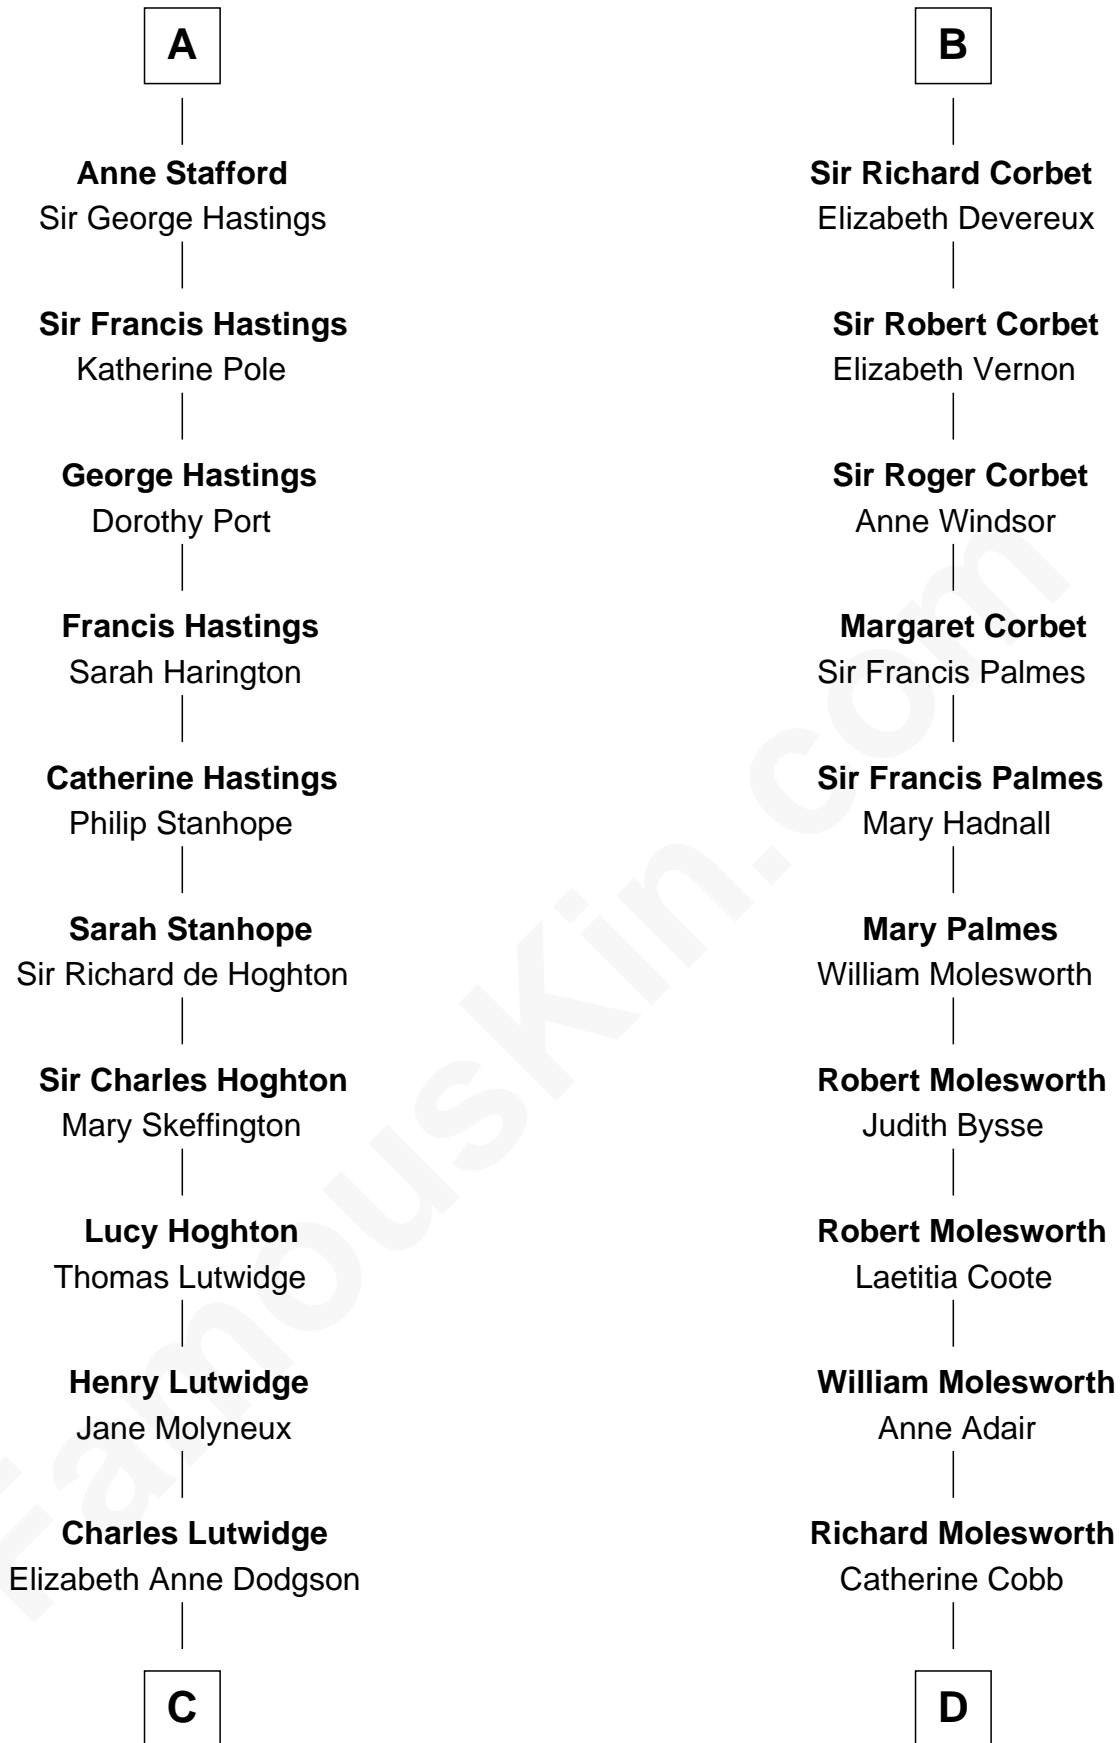 A
Anne Stafford
Sir George Hastings
Sir Francis Hastings
Katherine Pole
George Hastings
Dorothy Port
Francis Hastings
Sarah Harington
Catherine Hastings
Philip Stanhope
Sarah Stanhope
Sir Richard de Hoghton
Sir Charles Hoghton
Mary Skeffington
Lucy Hoghton
Thomas Lutwidge
Henry Lutwidge
Jane Molyneux
Charles Lutwidge
Elizabeth Anne Dodgson
C
B
Sir Richard Corbet
Elizabeth Devereux
Sir Robert Corbet
Elizabeth Vernon
Sir Roger Corbet
Anne Windsor
Margaret Corbet
Sir Francis Palmes
Sir Francis Palmes
Mary Hadnall
Mary Palmes
William Molesworth
Robert Molesworth
Judith Bysse
Robert Molesworth
Laetitia Coote
William Molesworth
Anne Adair
Richard Molesworth
Catherine Cobb
D
FamousKin.com